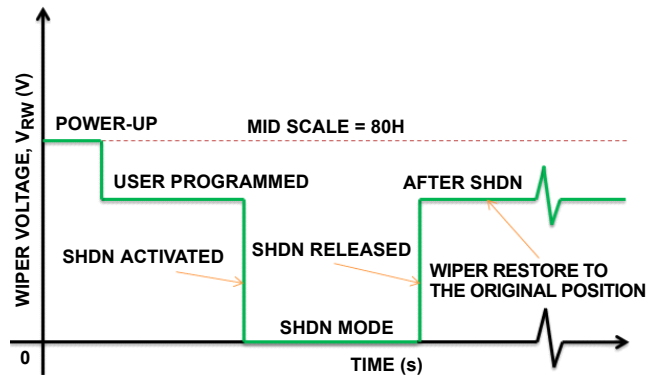 WIPER VOLTAGE, VRW (V)
POWER-UP
MID SCALE = 80H
USER PROGRAMMED
AFTER SHDN
SHDN ACTIVATED
SHDN RELEASED
WIPER RESTORE TO
THE ORIGINAL POSITION
SHDN MODE
0
TIME (s)